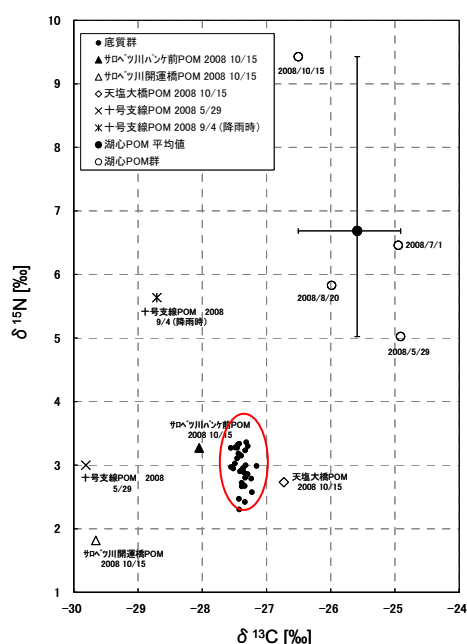 底質群
サロベツ川パンケ前POM 2008 10/15
サロベツ川開運橋POM 2008 10/15
天塩大橋POM 2008 10/15
十号支線POM 2008 5/29
十号支線POM 2008 9/4 (降雨時)
湖心POM 平均値
湖心POM群
10
9
8
7
6
5
4
3
2
1
δ 15N [‰]
2008/10/15
2008/7/1
2008/8/20
2008/5/29
十号支線POM 2008
9/4 (降雨時)
サロベツ川パンケ前POM
2008 10/15
十号支線POM 2008
5/29
天塩大橋POM
2008 10/15
サロベツ川開運橋POM
2008 10/15
-30
-29
-28
-27
-26
-25
-24
δ 13C [‰]